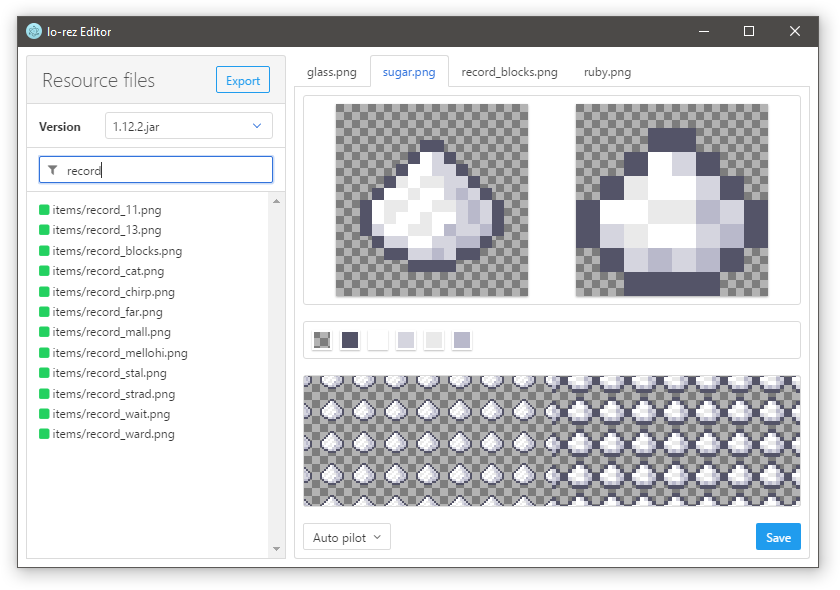 lo-rez Editor
Resource files
Export
Version
1.12.2.jar
record
items/record_11.png
items/record_13.png
items/record_blocks.png
items/record_cat.png
items/record_chirp.png
items/record_far.png
items/record_mall.png
items/record_mellohi.png
items/record_stal.png
items/record_strad.png
items/record_wait.png
items/record_ward.png
glass.png
sugar.png
record_blocks.png
ruby.png
Auto pilot
Save